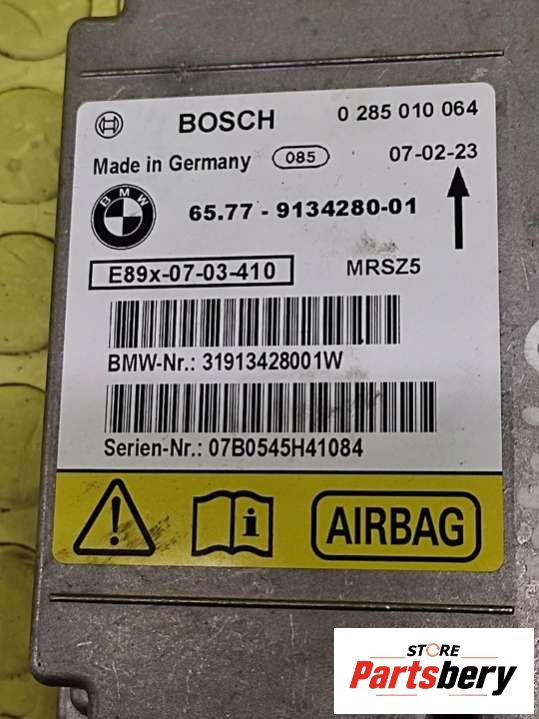 BOSCH 0 285 010 064
Made in Germany 085 07-02-23
BMW 65.77 - 9134280-01
E89x-07-03-410 MRSZ5
BMW-Nr.: 31913428001W
Serien-Nr.: 07B0545H41084
AIRBAG
STORE
Partsbery